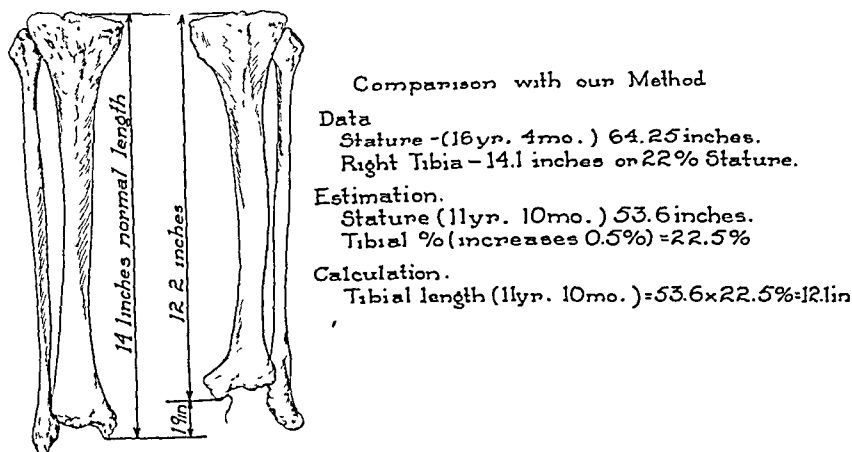 14 1 inches normal length
12 2 inches
1 9 in
Comparison with our Method
Data
Stature -(16yr. 4mo.) 64.25 inches.
Right Tibia - 14.1 inches or 22% Stature.
Estimation.
Stature (11yr. 10mo.) 53.6 inches.
Tibial % (increases 0.5%) = 22.5%
Calculation.
Tibial length (11yr. 10mo.) = 53.6 x 22.5% = 12.1in